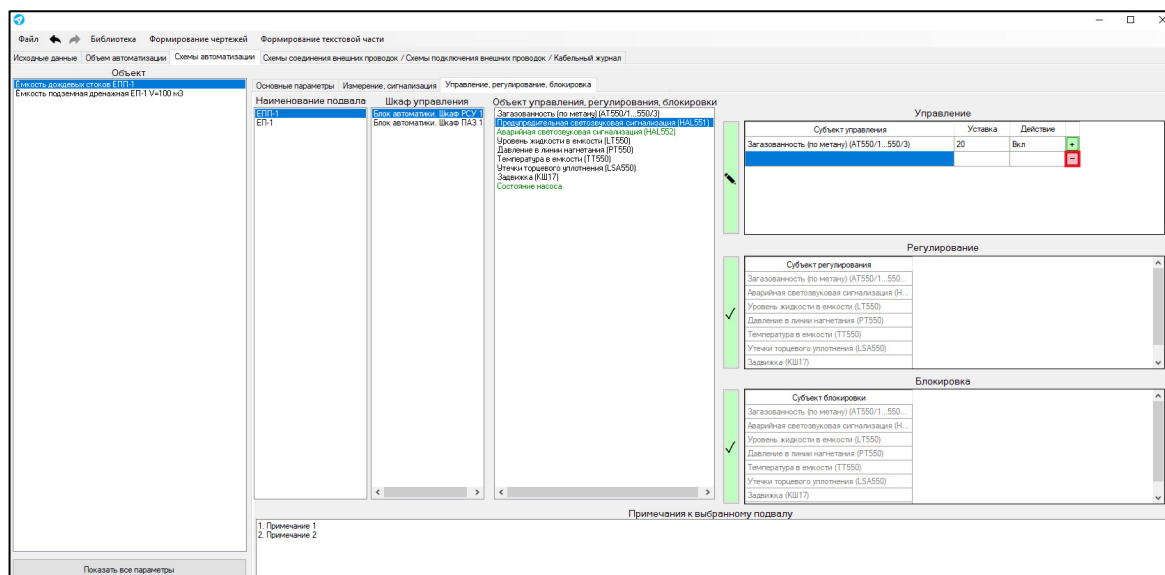 Файл Библиотека Формирование чертежей Формирование текстовой части
Исходные данные Объем автоматизации Схемы автоматизации Схемы соединения внешних проводок / Схемы подключения внешних проводок / Кабельный журнал
Объект
Ёмкость дождевых стоков ЕПП-1
Ёмкость подземная дренажная ЕП-1 V=100 м3
Показать все параметры
Основные параметры Измерение, сигнализация Управление, регулирование, блокировка
Наименование подвала
ЕПП-1
ЕП-1
Шкаф управления
Блок автоматики. Шкаф РСУ 1
Блок автоматики. Шкаф ПАЗ 1
Объект управления, регулирования, блокировки
Загазованность (по метану) (AT550/1...550/3)
Предупредительная светозвуковая сигнализация (HAL551)
Аварийная светозвуковая сигнализация (HAL552)
Уровень жидкости в емкости (LT550)
Давление в линии нагнетания (PT550)
Температура в емкости (TT550)
Утечки торцевого уплотнения (LSA550)
Задвижка (КШ17)
Состояние насоса
Управление
Субъект управления Уставка Действие
Загазованность (по метану) (AT550/1...550/3) 20 Вкл +
−
Регулирование
Субъект регулирования
Загазованность (по метану) (AT550/1...550...
Аварийная светозвуковая сигнализация (H...
Уровень жидкости в емкости (LT550)
Давление в линии нагнетания (PT550)
Температура в емкости (TT550)
Утечки торцевого уплотнения (LSA550)
Задвижка (КШ17)
Блокировка
Субъект блокировки
Загазованность (по метану) (AT550/1...550...
Аварийная светозвуковая сигнализация (H...
Уровень жидкости в емкости (LT550)
Давление в линии нагнетания (PT550)
Температура в емкости (TT550)
Утечки торцевого уплотнения (LSA550)
Задвижка (КШ17)
Примечания к выбранному подвалу
1. Примечание 1
2. Примечание 2